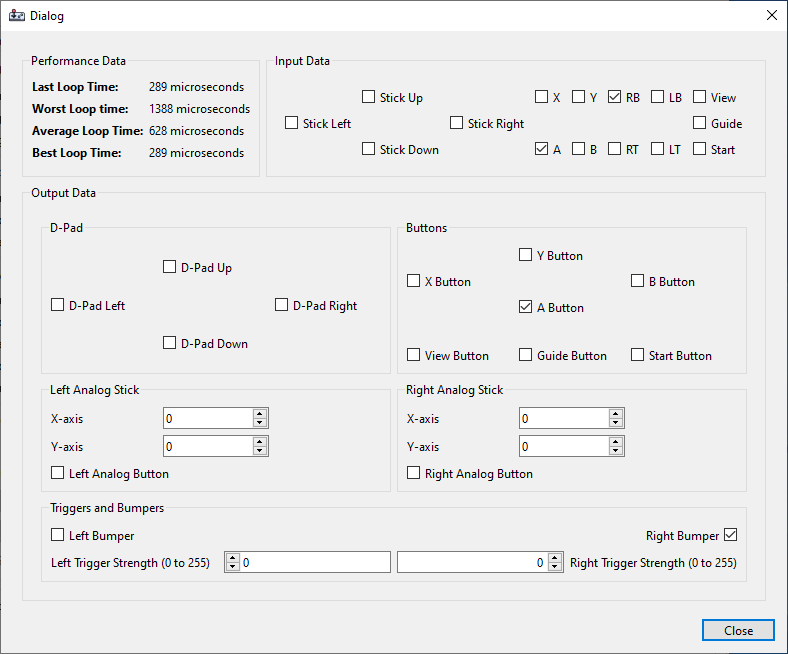 Dialog
Performance Data
Last Loop Time: 289 microseconds
Worst Loop time: 1388 microseconds
Average Loop Time: 628 microseconds
Best Loop Time: 289 microseconds
Input Data
Stick Up X Y RB LB View
Stick Left Stick Right Guide
Stick Down A B RT LT Start
Output Data
D-Pad
D-Pad Up
D-Pad Left D-Pad Right
D-Pad Down
Buttons
Y Button
X Button B Button
A Button
View Button Guide Button Start Button
Left Analog Stick
X-axis 0
Y-axis 0
Left Analog Button
Right Analog Stick
X-axis 0
Y-axis 0
Right Analog Button
Triggers and Bumpers
Left Bumper Right Bumper
Left Trigger Strength (0 to 255) 0 0 Right Trigger Strength (0 to 255)
Close